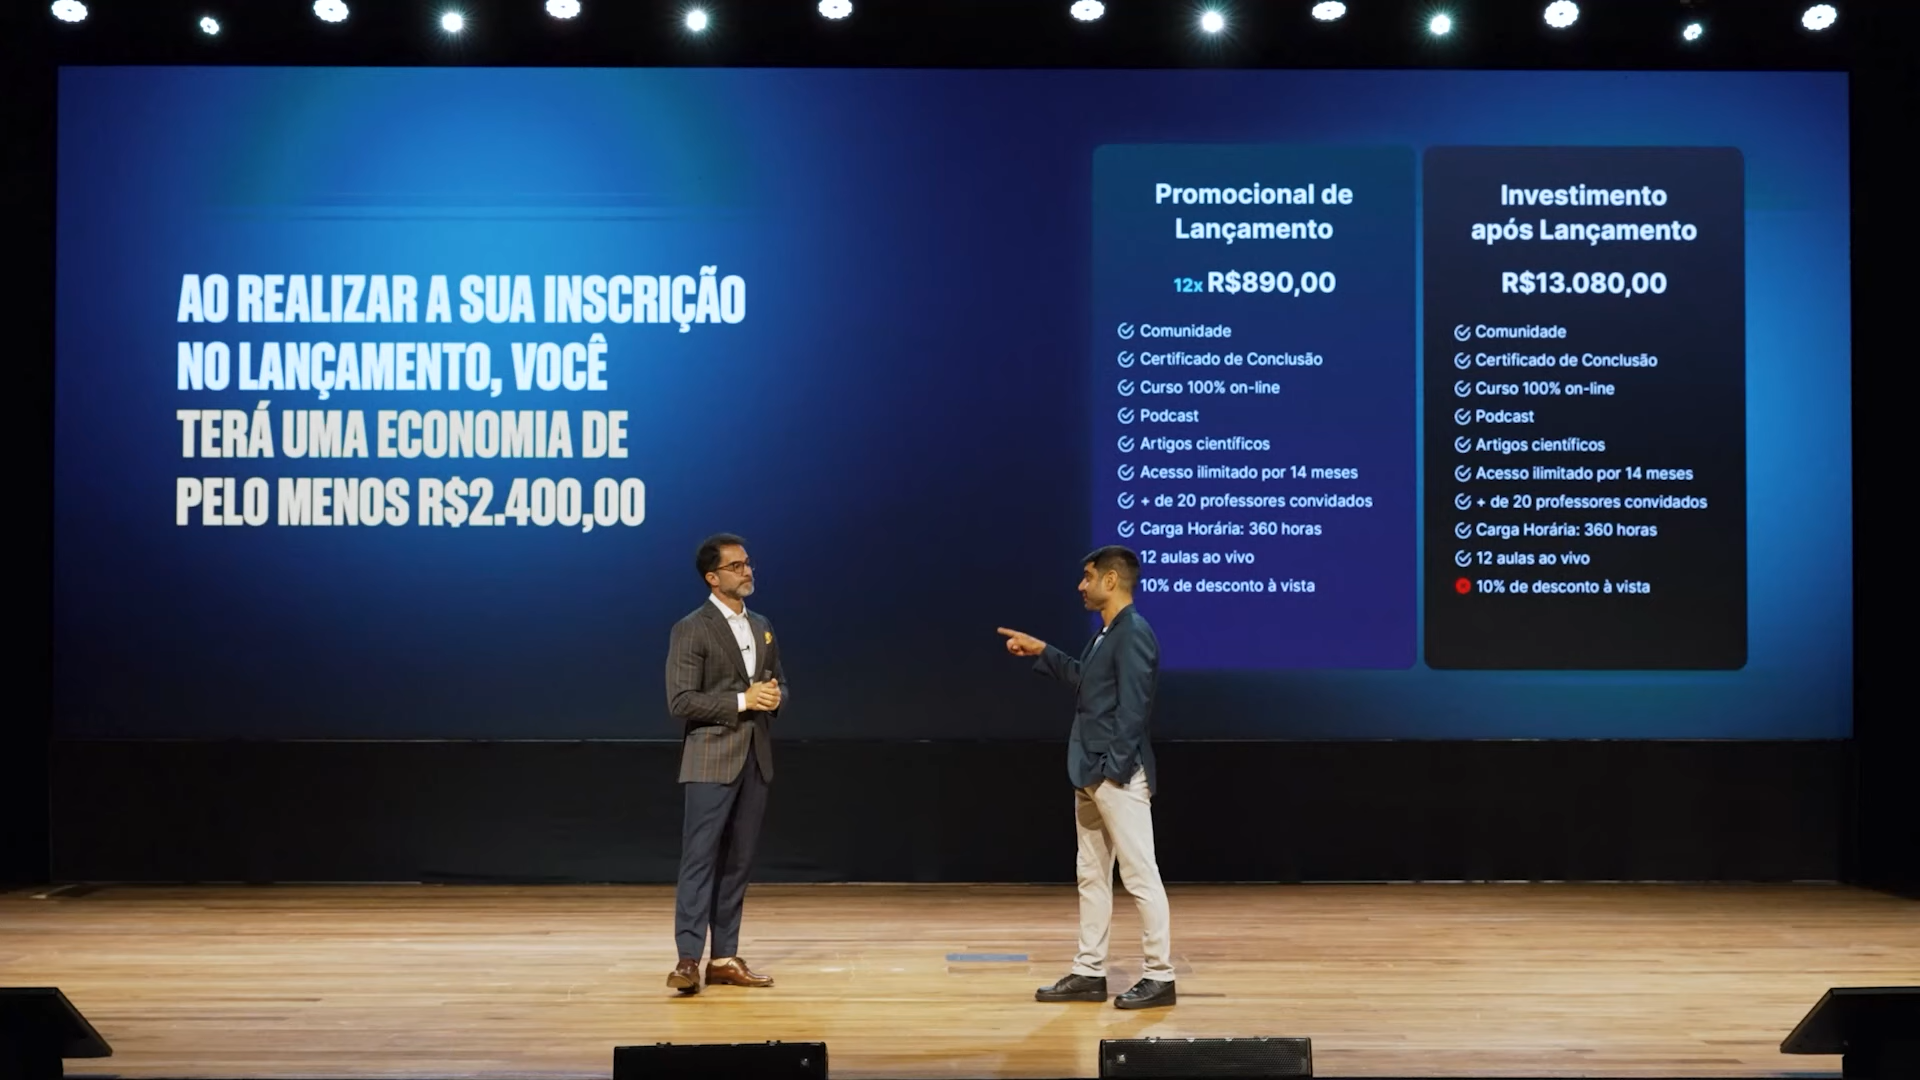 AO REALIZAR A SUA INSCRIÇÃO
NO LANÇAMENTO, VOCÊ
TERÁ UMA ECONOMIA DE
PELO MENOS R$2.400,00
Promocional de
Lançamento
12x R$890,00
Comunidade
Certificado de Conclusão
Curso 100% on-line
Podcast
Artigos científicos
Acesso ilimitado por 14 meses
+ de 20 professores convidados
Carga Horária: 360 horas
12 aulas ao vivo
10% de desconto à vista
Investimento
após Lançamento
R$13.080,00
Comunidade
Certificado de Conclusão
Curso 100% on-line
Podcast
Artigos científicos
Acesso ilimitado por 14 meses
+ de 20 professores convidados
Carga Horária: 360 horas
12 aulas ao vivo
10% de desconto à vista